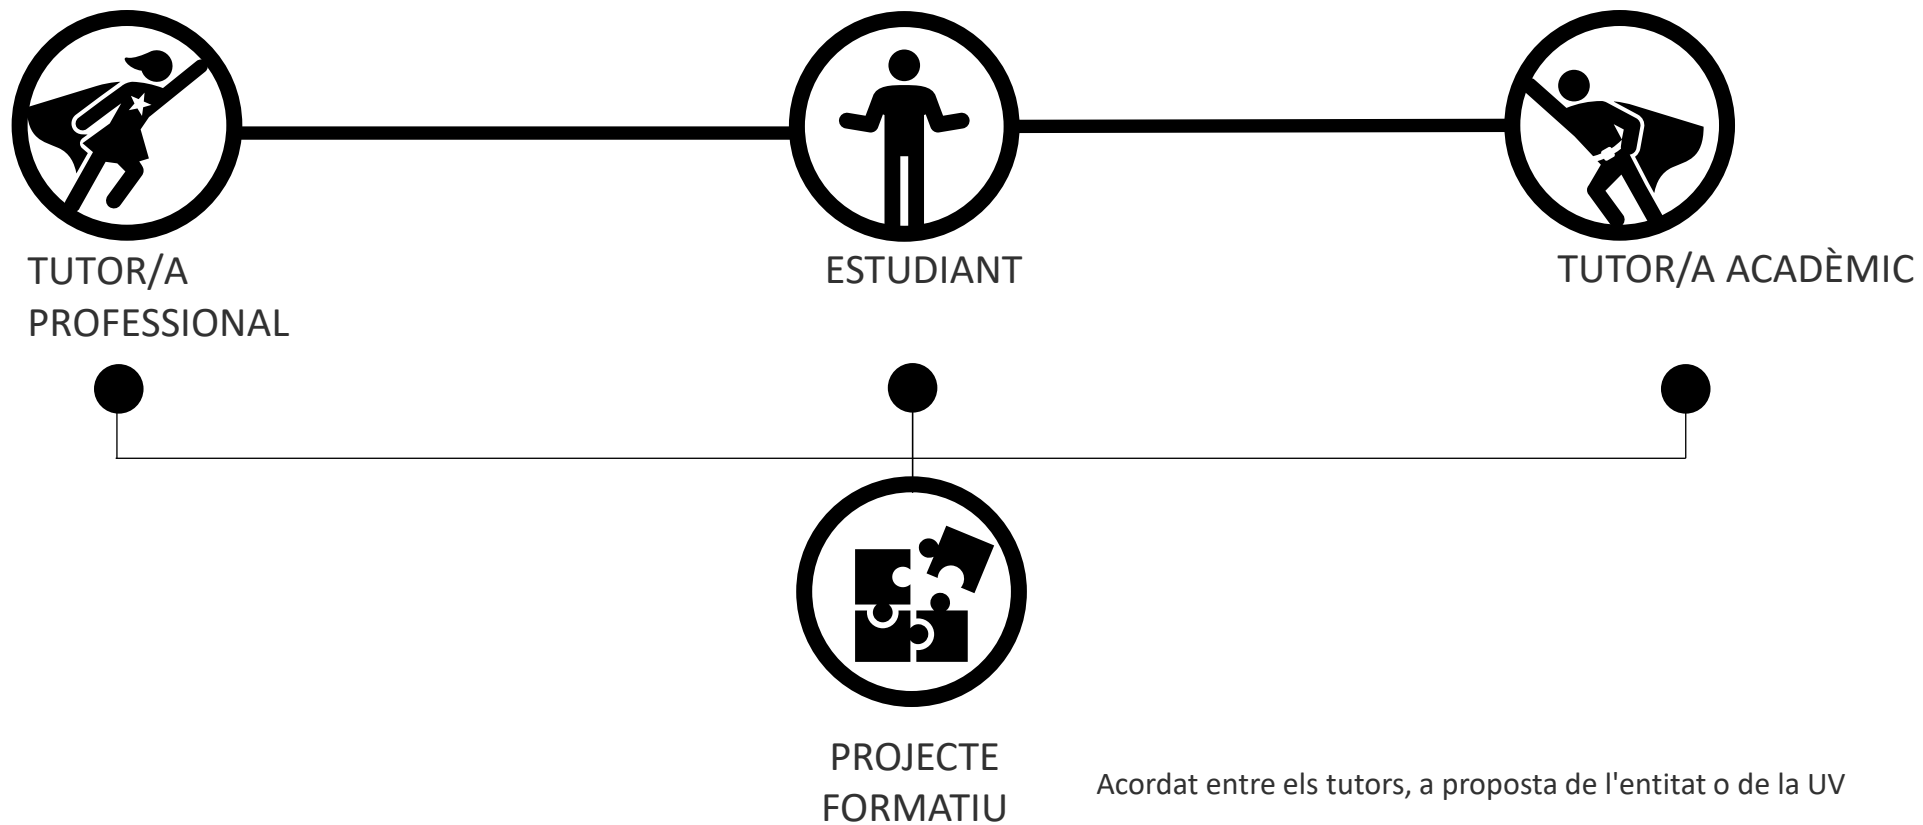 TUTOR/A
PROFESSIONAL
ESTUDIANT
TUTOR/A ACADÈMIC
PROJECTE
FORMATIU
Acordat entre els tutors, a proposta de l'entitat o de la UV